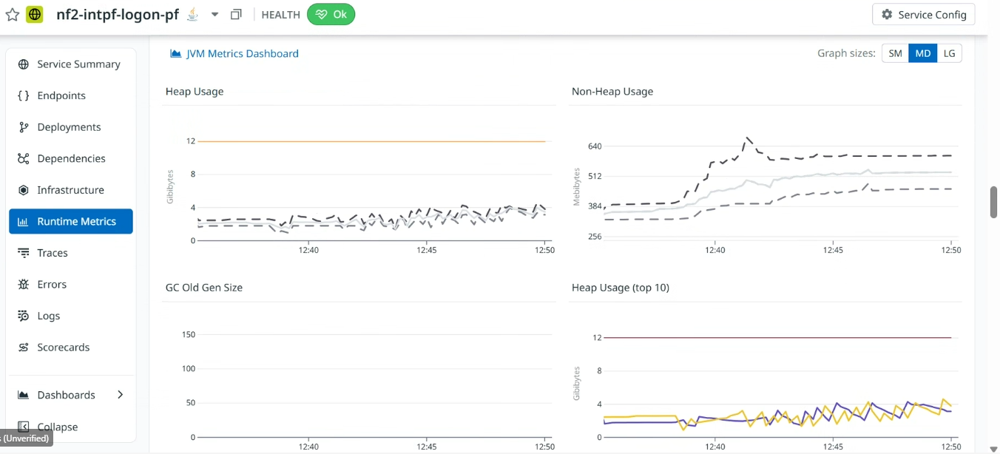 nf2-intpf-logon-pf HEALTH Ok Service Config
JVM Metrics Dashboard Graph sizes: SM MD LG
Service Summary
Endpoints
Deployments
Dependencies
Infrastructure
Runtime Metrics
Traces
Errors
Logs
Scorecards
Dashboards
Collapse
s (Unverified)
Heap Usage
Gibibytes
12
8
4
0
12:40 12:45 12:50
Non-Heap Usage
Mebibytes
640
512
384
256
12:40 12:45 12:50
GC Old Gen Size
150
100
50
0
12:40 12:45 12:50
Heap Usage (top 10)
Gibibytes
12
8
4
0
12:40 12:45 12:50